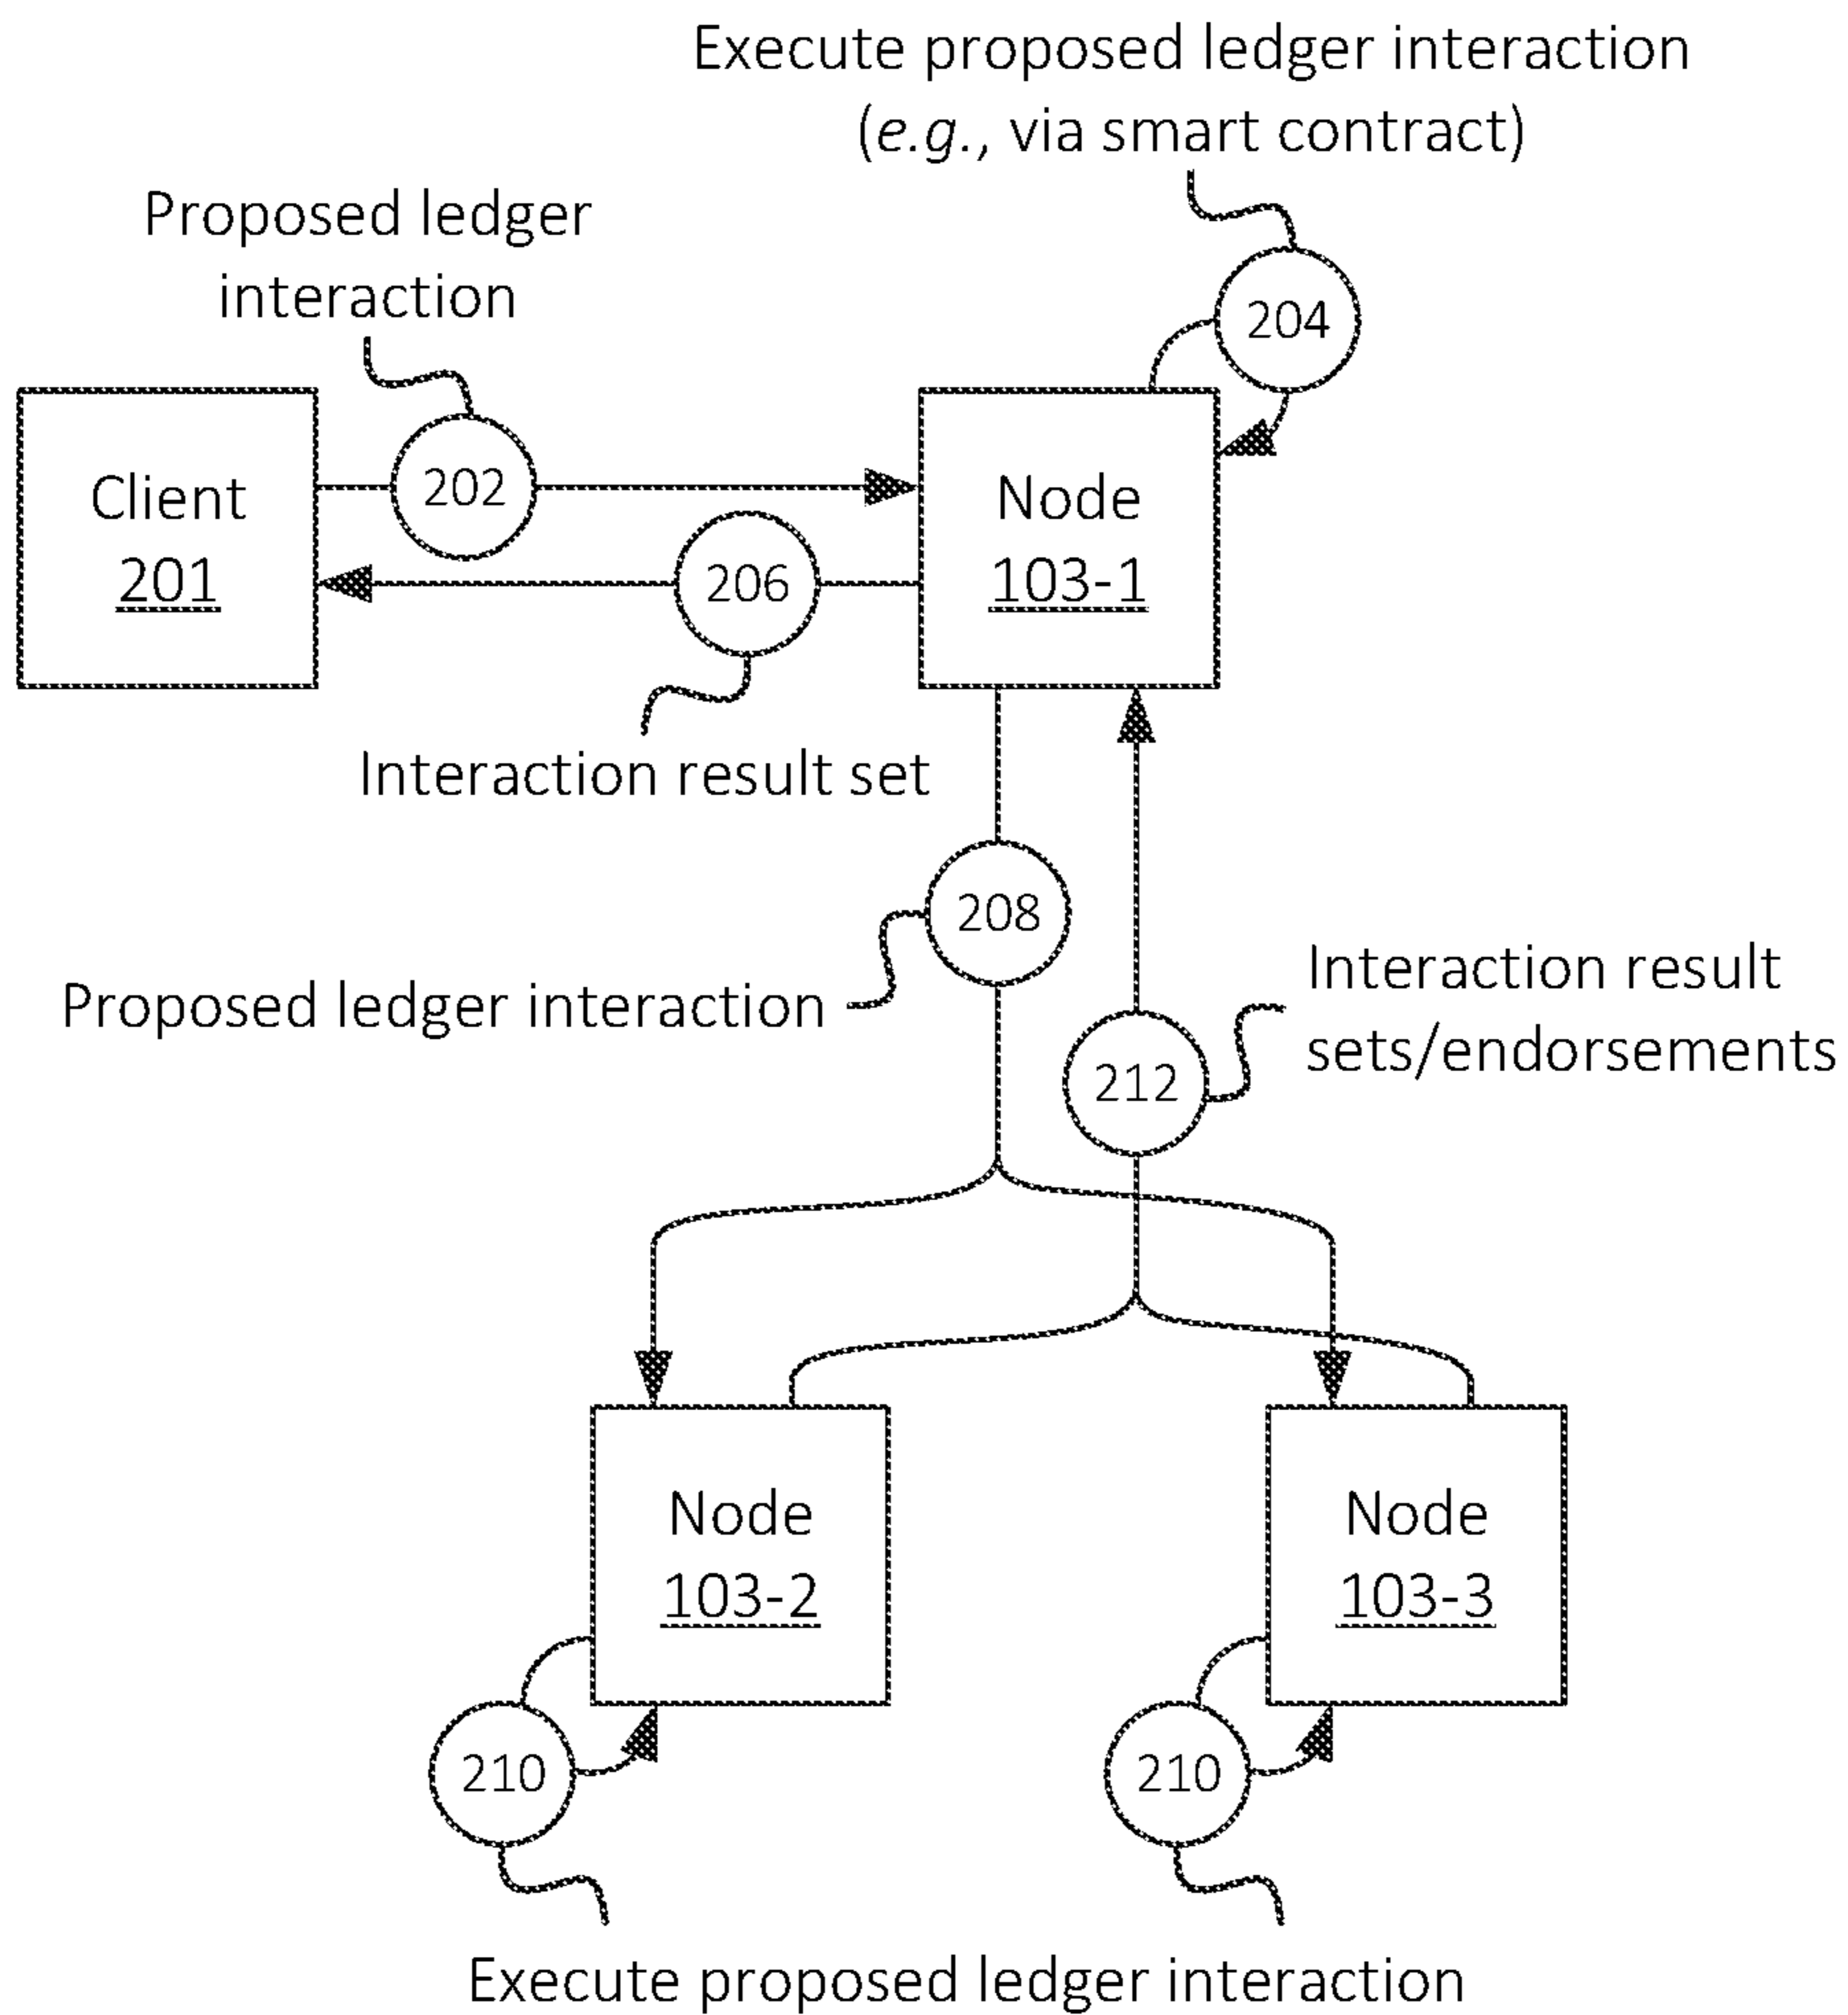 Execute proposed ledger interaction
(e.g., via smart contract)
Proposed ledger
interaction
204
Client
201
202
Node
103-1
206
Interaction result set
208
Proposed ledger interaction
Interaction result
sets/endorsements
212
Node
103-2
Node
103-3
210
210
Execute proposed ledger interaction